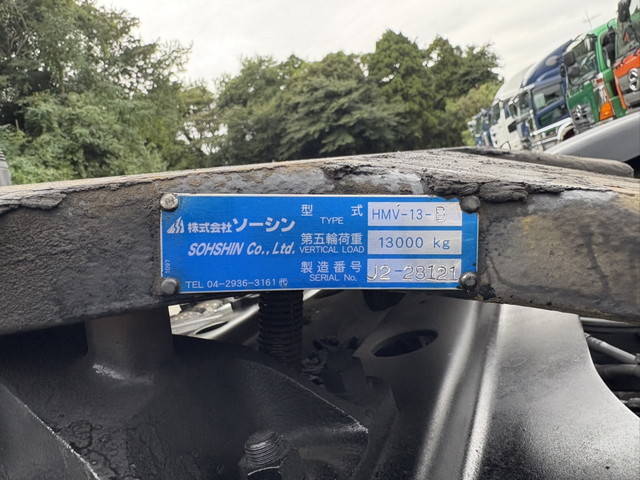 株式会社ソーシン
SOHSHIN Co., Ltd.
TEL 04-2936-3161 代
型式 HMV-13-B
TYPE
第五輪荷重 13000 kg
VERTICAL LOAD
製造番号 J2-28121
SERIAL No.